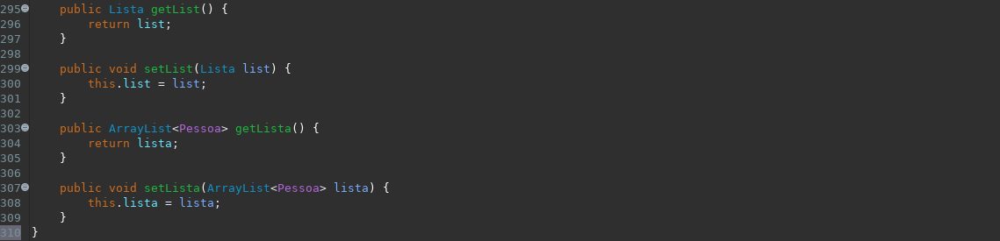 295 public Lista getList() {
296 return list;
297 }
298
299 public void setList(Lista list) {
300 this.list = list;
301 }
302
303 public ArrayList<Pessoa> getLista() {
304 return lista;
305 }
306
307 public void setLista(ArrayList<Pessoa> lista) {
308 this.lista = lista;
309 }
310 }